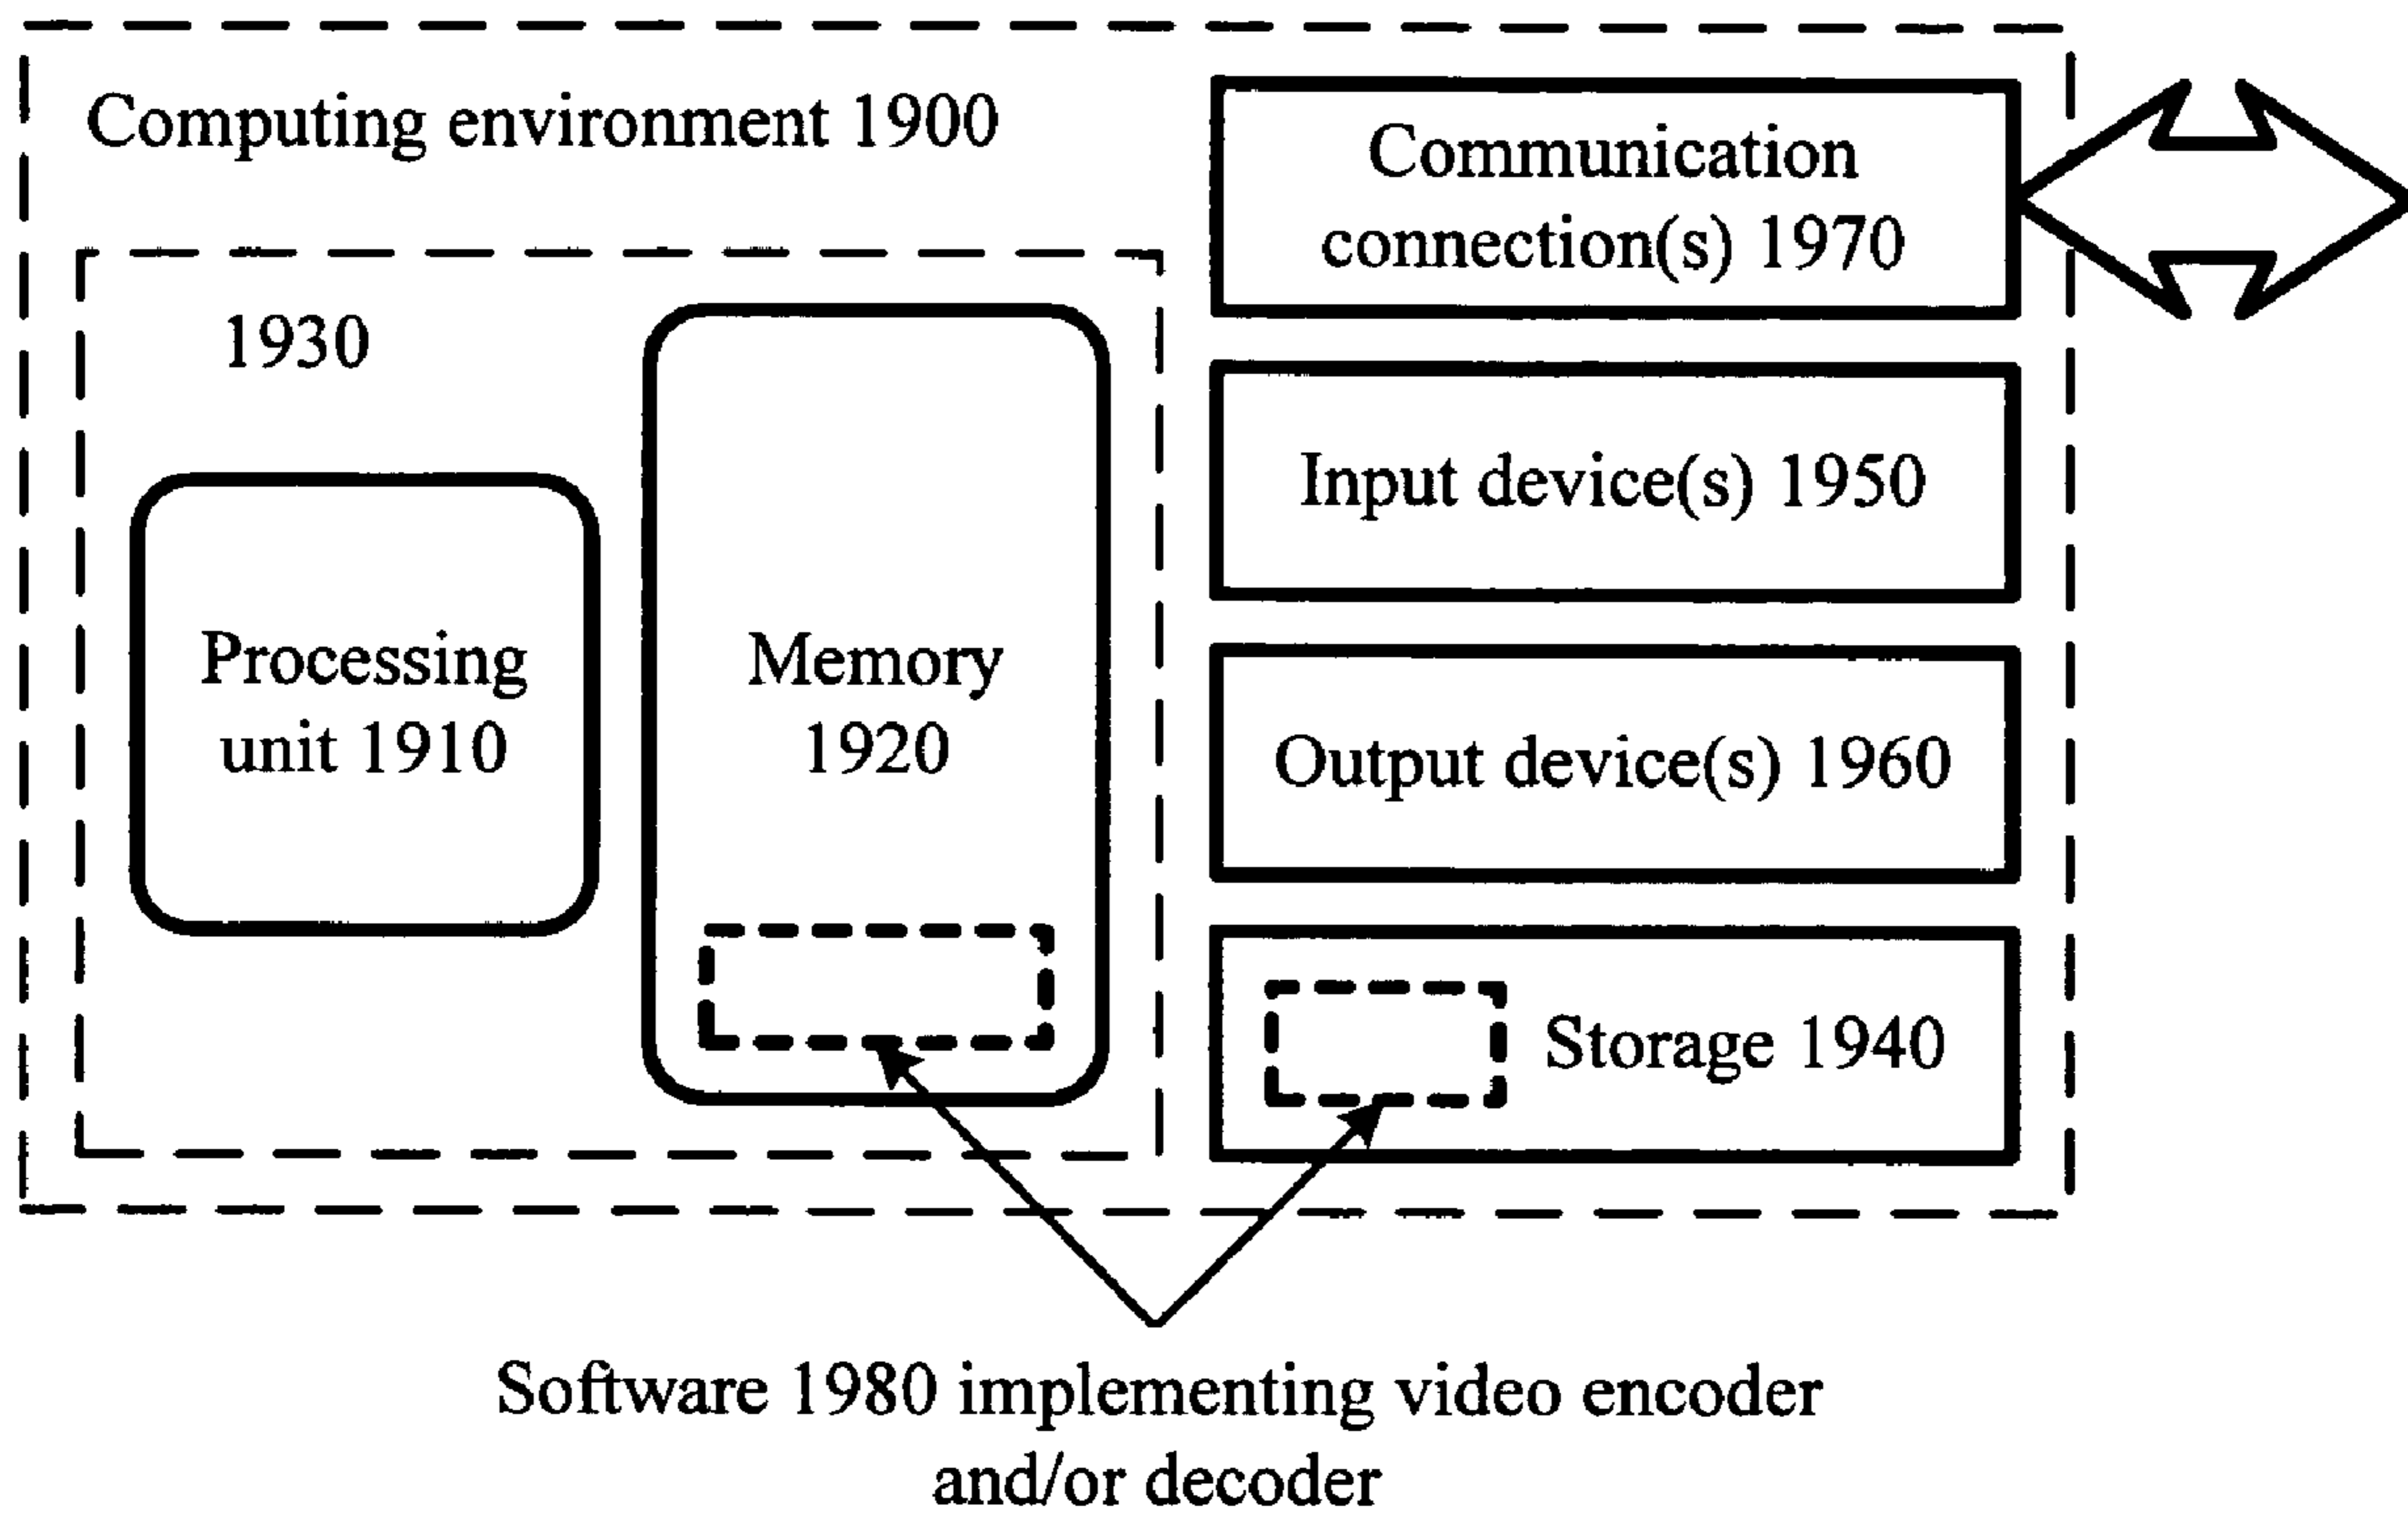 Computing environment 1900
Communication
connection(s) 1970
1930
Input device(s) 1950
Processing
unit 1910
Memory
1920
Output device(s) 1960
Storage 1940
Software 1980 implementing video encoder
and/or decoder